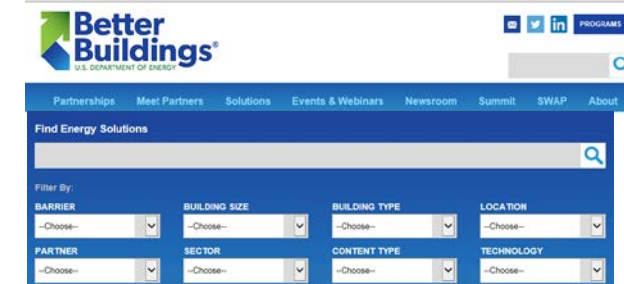 Better
Buildings®
U.S. DEPARTMENT OF ENERGY
PROGRAMS
Partnerships Meet Partners Solutions Events & Webinars Newsroom Summit SWAP About
Find Energy Solutions
Filter By:
BARRIER BUILDING SIZE BUILDING TYPE LOCATION
--Choose-- --Choose-- --Choose-- --Choose--
PARTNER SECTOR CONTENT TYPE TECHNOLOGY
--Choose-- --Choose-- --Choose-- --Choose--